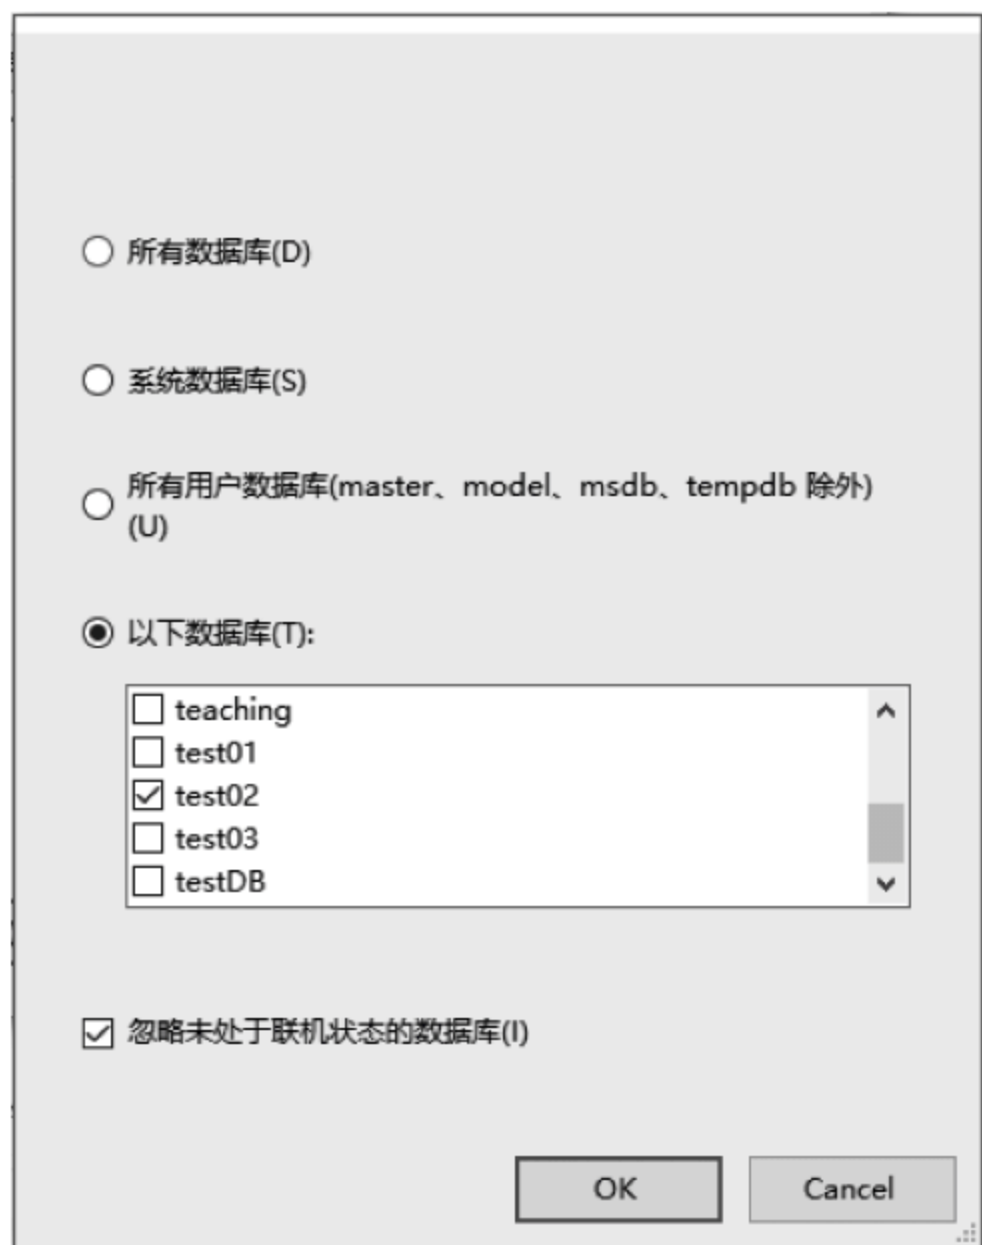 所有数据库(D)
系统数据库(S)
所有用户数据库(master、model、msdb、tempdb 除外)
(U)
以下数据库(T):
teaching
test01
test02
test03
testDB
忽略未处于联机状态的数据库(I)
OK
Cancel